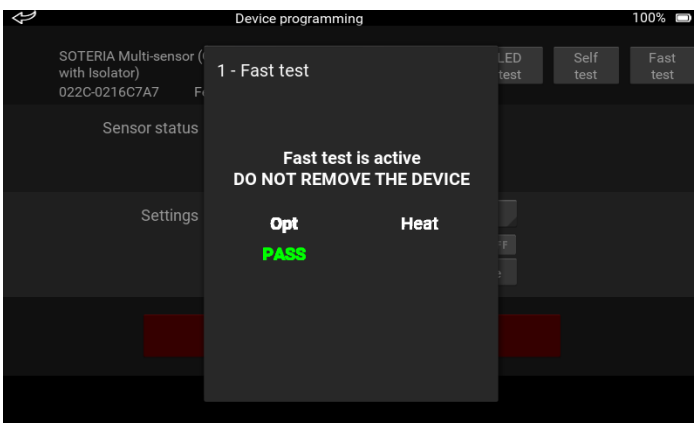 Device programming
100%
SOTERIA Multi-sensor (
with Isolator)
022C-0216C7A7
LED
test
Self
test
Fast
test
1 - Fast test
Sensor status
Fast test is active
DO NOT REMOVE THE DEVICE
Settings
Opt Heat
PASS